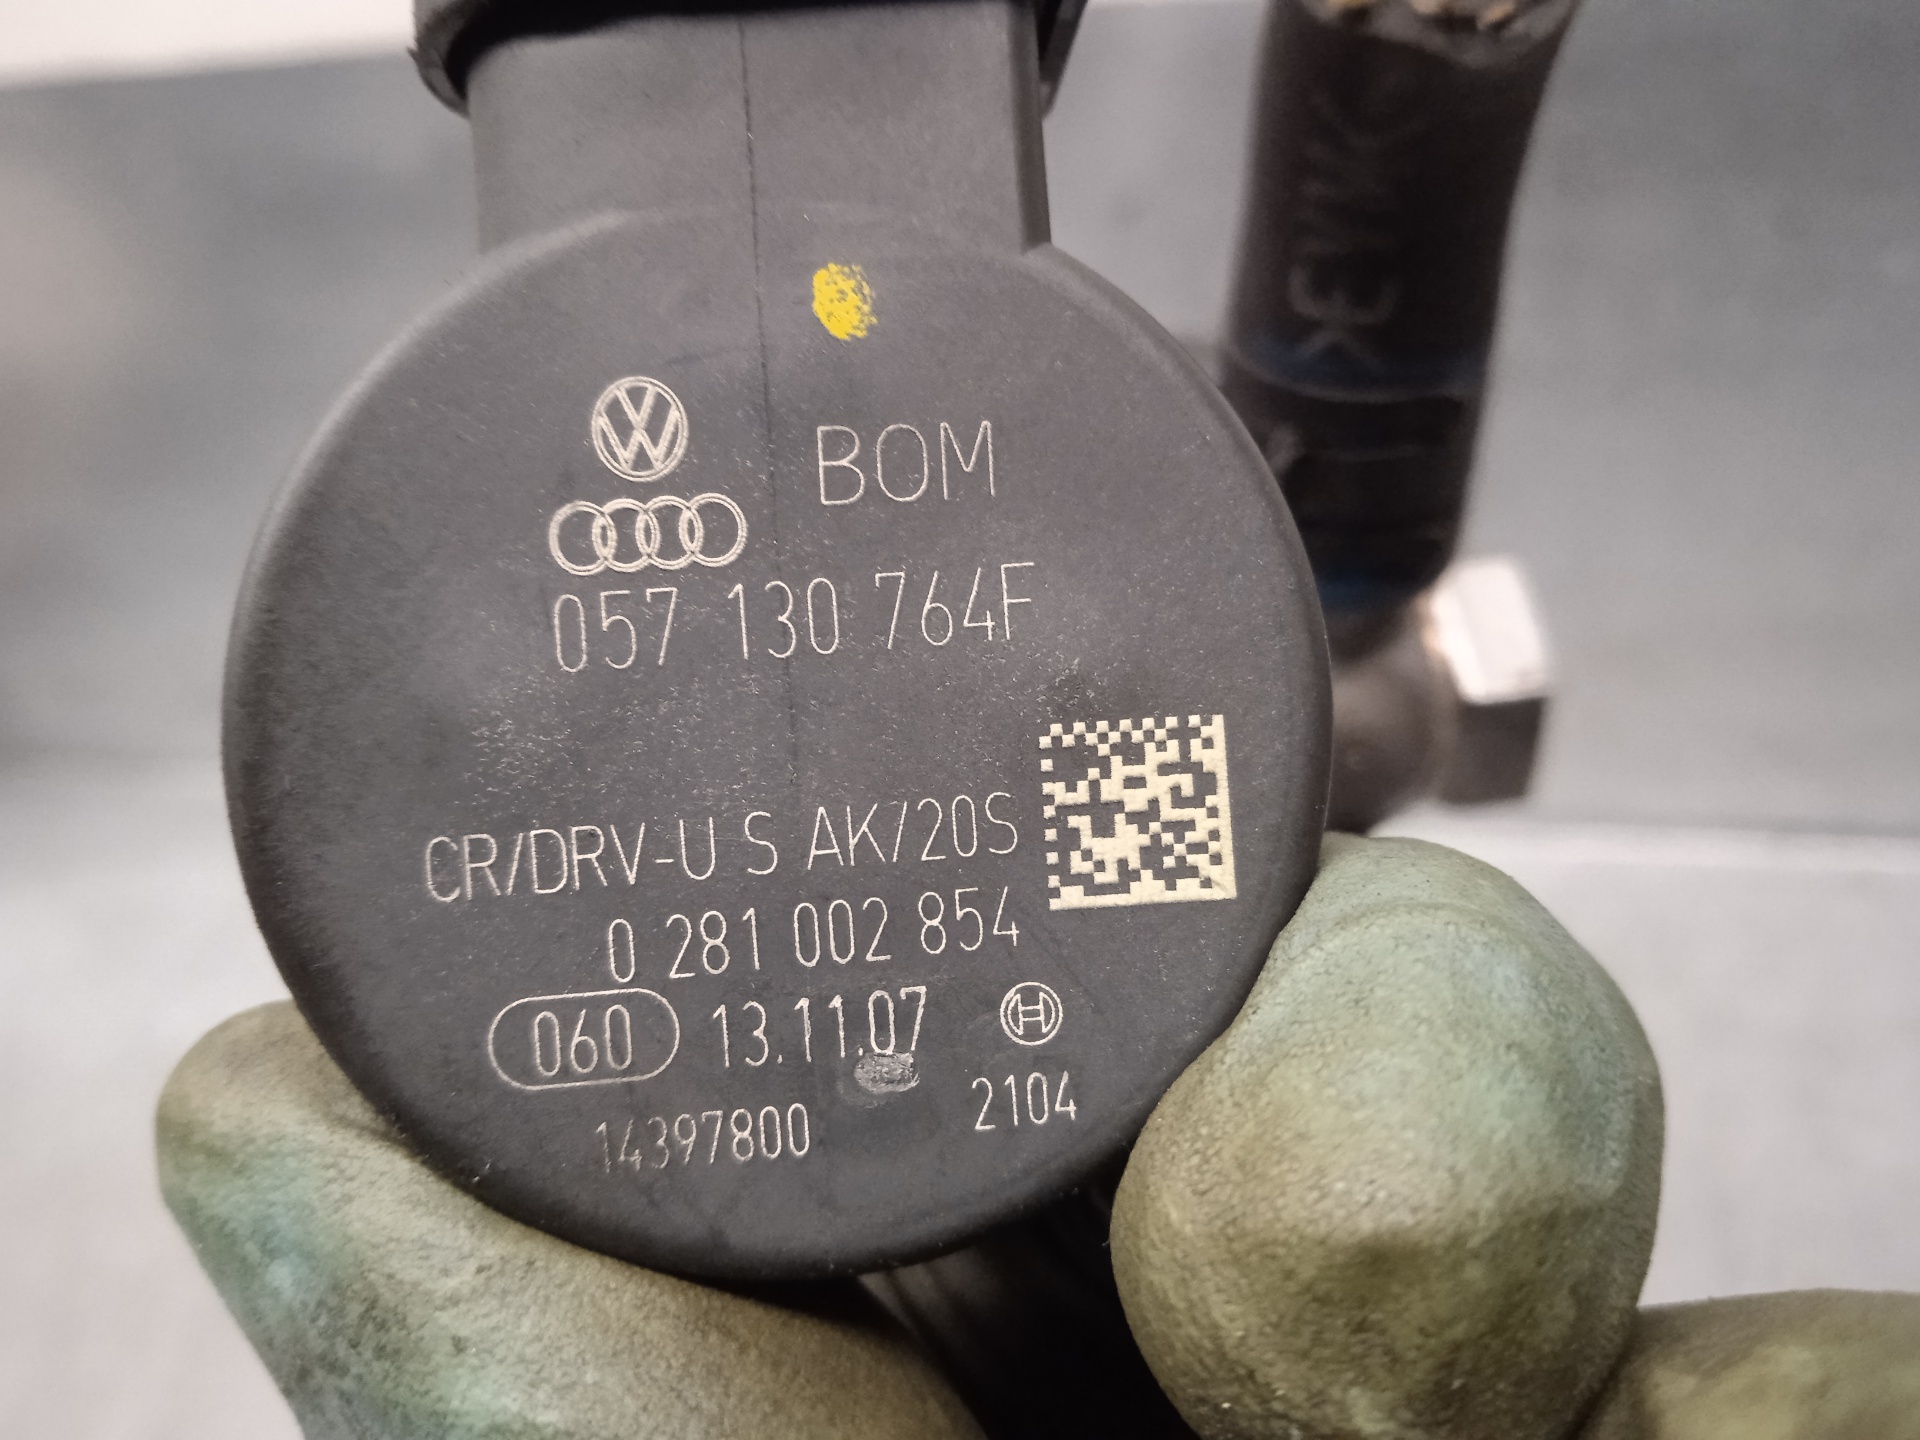 BOM
057 130 764F
CR/DRV-U S AK/20S
0 281 002 854
060 13.11.07
14397800 2104